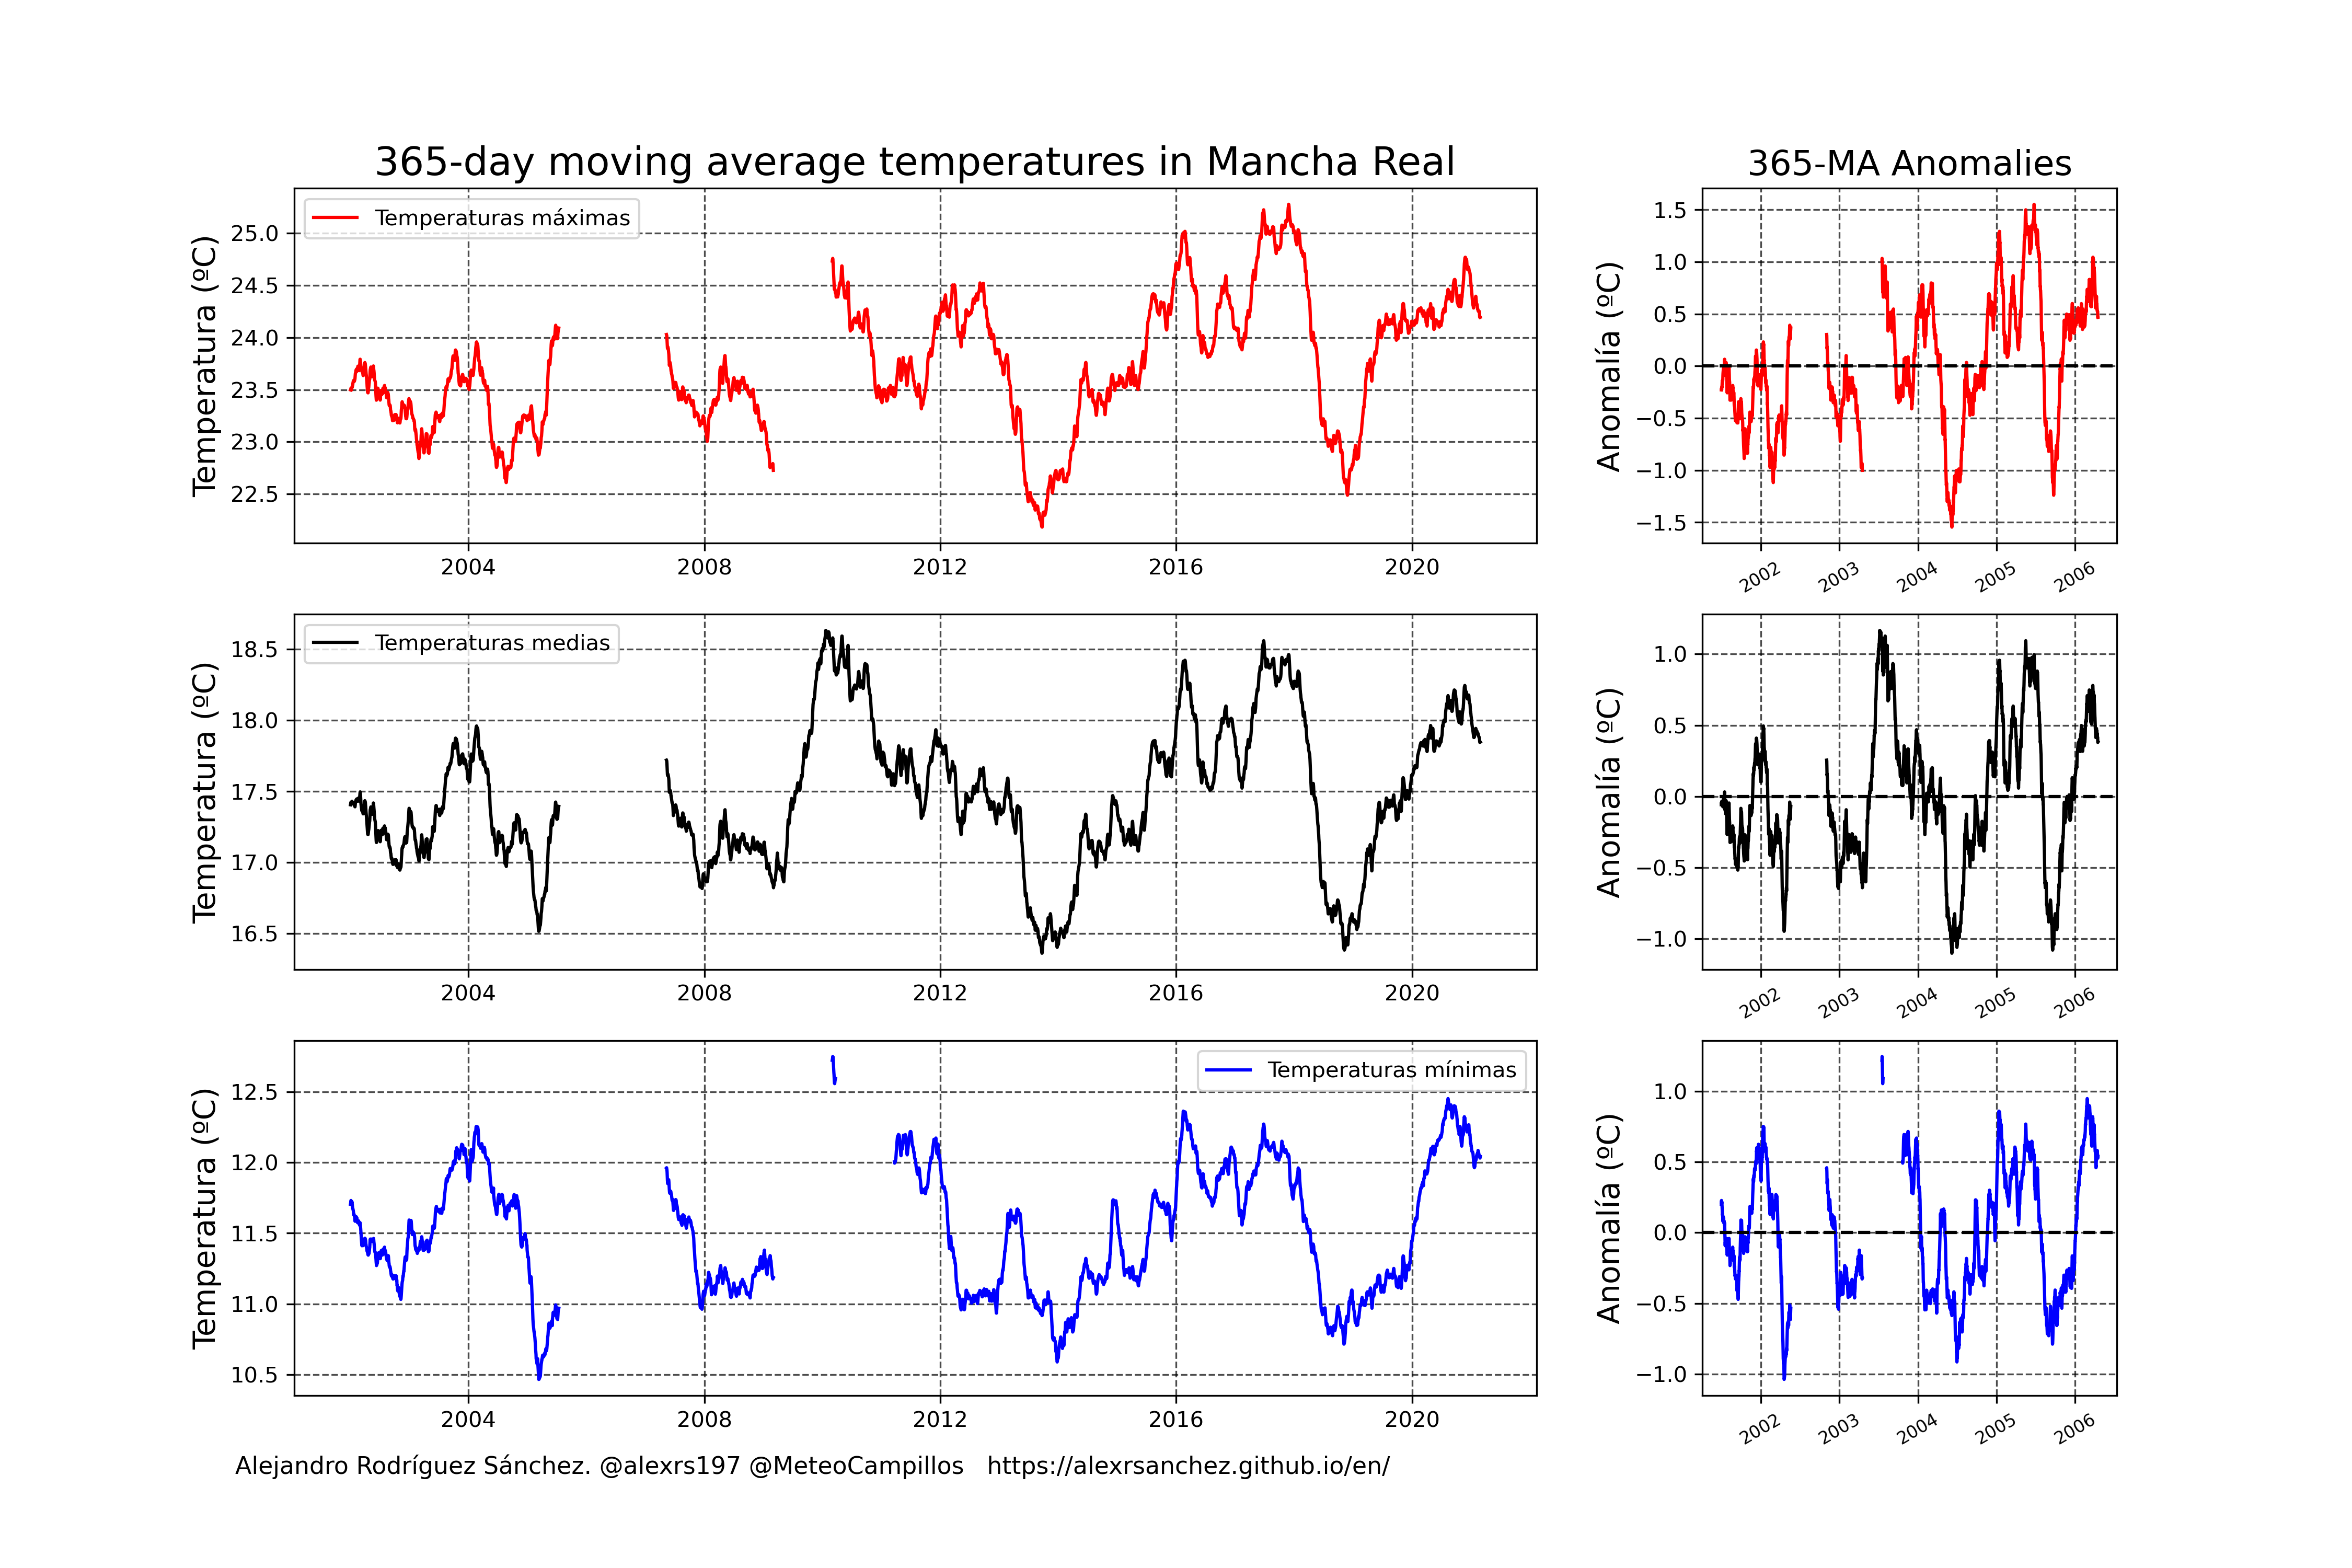 365-day moving average temperatures in Mancha Real
365-MA Anomalies
Temperatura (ºC)
25.0
24.5
24.0
23.5
23.0
22.5
Temperaturas máximas
2004 2008 2012 2016 2020
Anomalía (ºC)
1.5
1.0
0.5
0.0
−0.5
−1.0
−1.5
2002 2003 2004 2005 2006
Temperatura (ºC)
18.5
18.0
17.5
17.0
16.5
Temperaturas medias
2004 2008 2012 2016 2020
Anomalía (ºC)
1.0
0.5
0.0
−0.5
−1.0
2002 2003 2004 2005 2006
Temperatura (ºC)
12.5
12.0
11.5
11.0
10.5
Temperaturas mínimas
2004 2008 2012 2016 2020
Anomalía (ºC)
1.0
0.5
0.0
−0.5
−1.0
2002 2003 2004 2005 2006
Alejandro Rodríguez Sánchez. @alexrs197 @MeteoCampillos https://alexrsanchez.github.io/en/